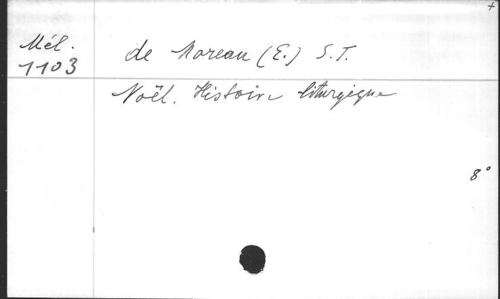 +
Mél. de Moreau (E.) S.T.
1103
Noël. Histoire liturgique
8°